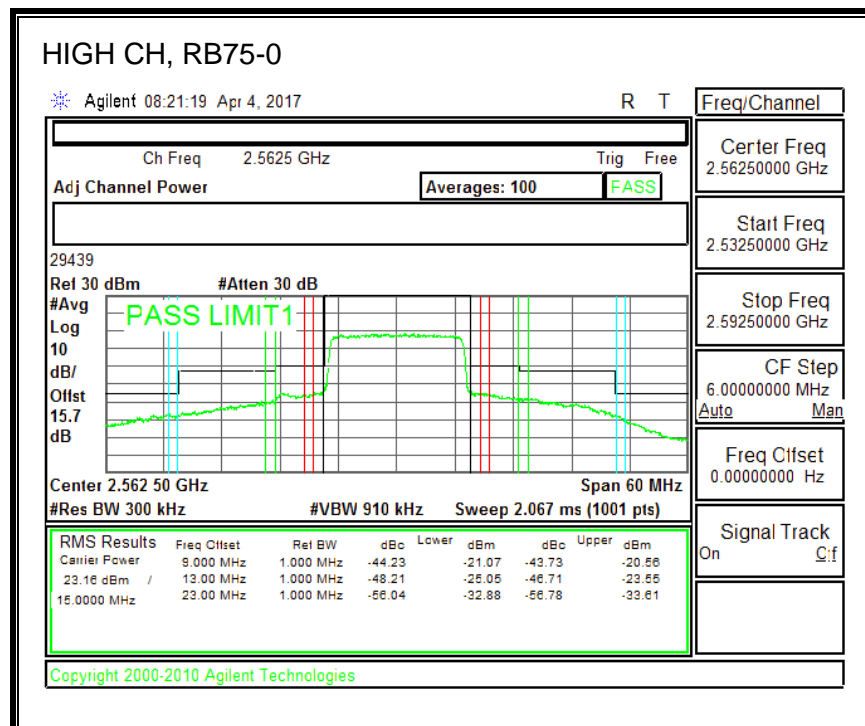 HIGH CH, RB75-0
Agilent 08:21:19 Apr 4, 2017 R T
Freq/Channel
Ch Freq 2.5625 GHz Trig Free
Adj Channel Power Averages: 100 PASS
Center Freq
2.56250000 GHz
Start Freq
2.53250000 GHz
29439
Ref 30 dBm #Atten 30 dB
#Avg
Log
10
dB/
Offst
15.7
dB
PASS LIMIT1
Stop Freq
2.59250000 GHz
CF Step
6.00000000 MHz
Auto Man
Freq Offset
0.00000000 Hz
Center 2.562 50 GHz Span 60 MHz
#Res BW 300 kHz #VBW 910 kHz Sweep 2.067 ms (1001 pts)
Signal Track
On Off
RMS Results Freq Offset Ref BW dBc Lower dBm dBc Upper dBm
Carrier Power 9.000 MHz 1.000 MHz -44.23 -21.07 -43.73 -20.56
23.16 dBm / 13.00 MHz 1.000 MHz -48.21 -25.05 -46.71 -23.55
15.0000 MHz 23.00 MHz 1.000 MHz -56.04 -32.88 -56.78 -33.61
Copyright 2000-2010 Agilent Technologies